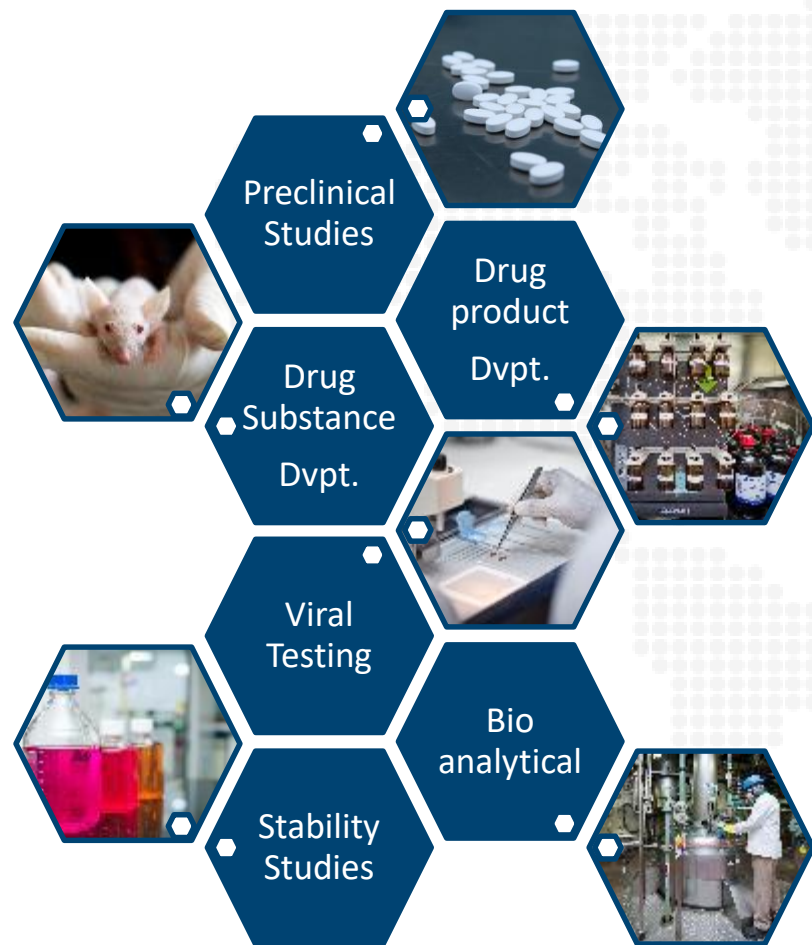 Preclinical
Studies
Drug
product
Dvpt.
Drug
Substance
Dvpt.
Viral
Testing
Bio
analytical
Stability
Studies